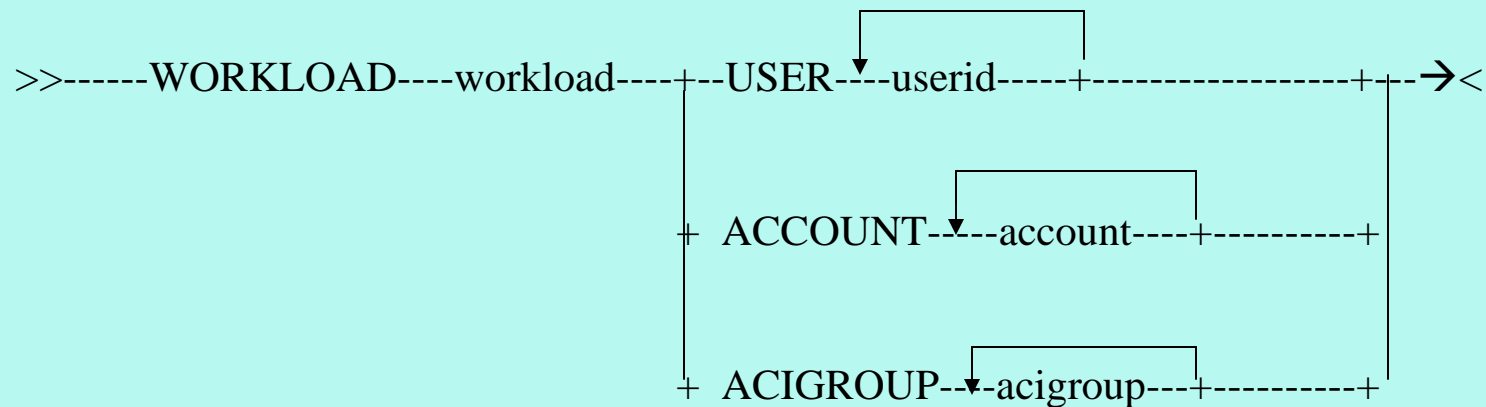 >>------WORKLOAD----workload----+--USER----userid-----+-----------------+---→<
+ ACCOUNT-----account----+----------+
+ ACIGROUP-----acigroup---+----------+